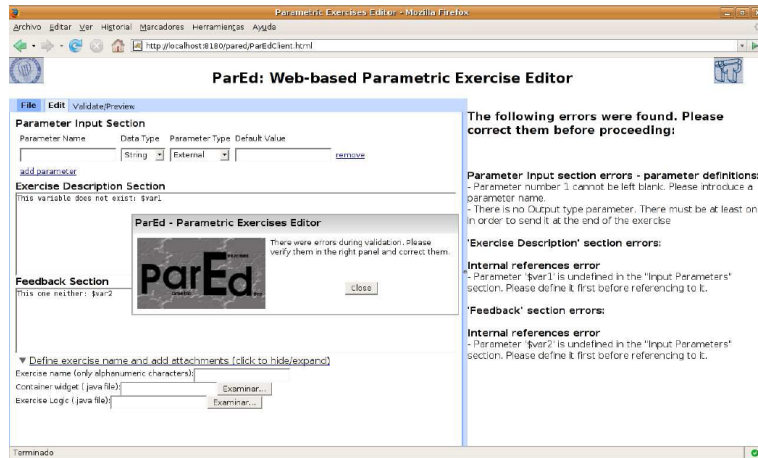 Parametric Exercises Editor - Mozilla Firefox
Archivo Editar Ver Historial Marcadores Herramientas Ayuda
http://localhost:8180/pared/ParEdClient.html
ParEd: Web-based Parametric Exercise Editor
File Edit Validate/Preview
Parameter Input Section
Parameter Name Data Type Parameter Type Default Value
String External remove
add parameter
Exercise Description Section
This variable does not exist: $var1
ParEd - Parametric Exercises Editor
There were errors during validation. Please
verify them in the right panel and correct them.
ParEd
Close
Feedback Section
This one neither: $var2
▼ Define exercise name and add attachments (click to hide/expand)
Exercise name (only alphanumeric characters):
Container widget (.java file): Examinar...
Exercise Logic (.java file): Examinar...
The following errors were found. Please
correct them before proceeding:
Parameter Input section errors - parameter definitions:
- Parameter number 1 cannot be left blank. Please introduce a
parameter name.
- There is no Output type parameter. There must be at least on
in order to send it at the end of the exercise
'Exercise Description' section errors:
Internal references error
- Parameter '$var1' is undefined in the "Input Parameters"
section. Please define it first before referencing to it.
'Feedback' section errors:
Internal references error
- Parameter '$var2' is undefined in the "Input Parameters"
section. Please define it first before referencing to it.
Terminado